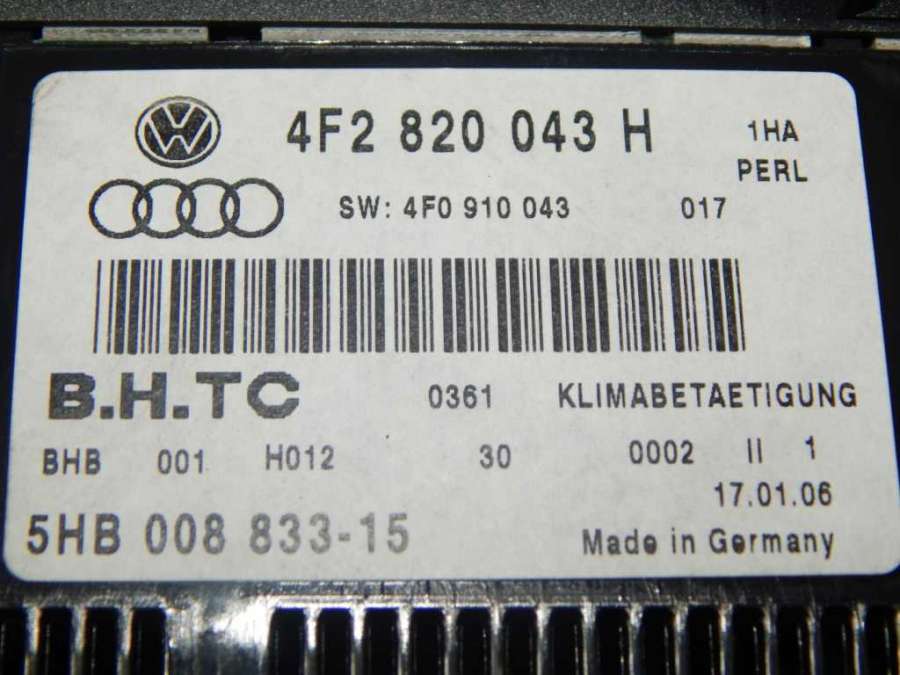 4F2 820 043 H
1HA
PERL
SW: 4F0 910 043 017
B.H.TC 0361 KLIMABETAETIGUNG
BHB 001 H012 30 0002 II 1
17.01.06
5HB 008 833-15 Made in Germany